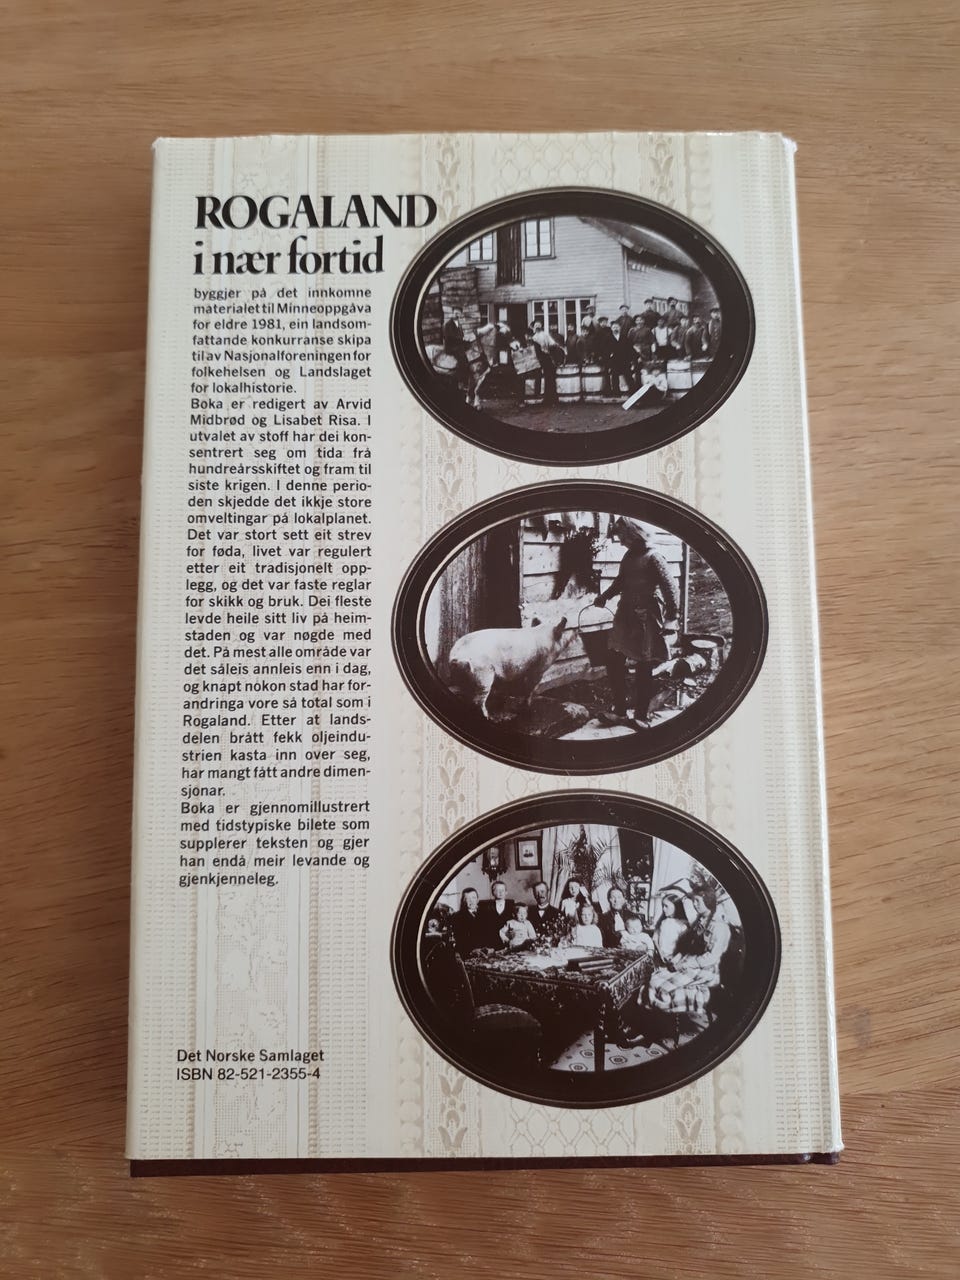 ROGALAND
i nær fortid
byggjer på det innkomne
materialet til Minneoppgåva
for eldre 1981, ein landsom-
fattande konkurranse skipa
til av Nasjonalforeningen for
folkehelsen og Landslaget
for lokalhistorie.
Boka er redigert av Arvid
Midbrød og Lisabet Risa. I
utvalet av stoff har dei kon-
sentrert seg om tida frå
hundreårsskiftet og fram til
siste krigen. I denne perio-
den skjedde det ikkje store
omveltingar på lokalplanet.
Det var stort sett eit strev
for føda, livet var regulert
etter eit tradisjonelt opp-
legg, og det var faste reglar
for skikk og bruk. Dei fleste
levde heile sitt liv på heim-
staden og var nøgde med
det. På mest alle område var
det såleis annleis enn i dag,
og knapt nokon stad har for-
andringa vore så total som i
Rogaland. Etter at lands-
delen brått fekk oljeindu-
strien kasta inn over seg,
har mangt fått andre dimen-
sjonar.
Boka er gjennomillustrert
med tidstypiske bilete som
supplerer teksten og gjer
han endå meir levande og
gjenkjenneleg.
Det Norske Samlaget
ISBN 82-521-2355-4